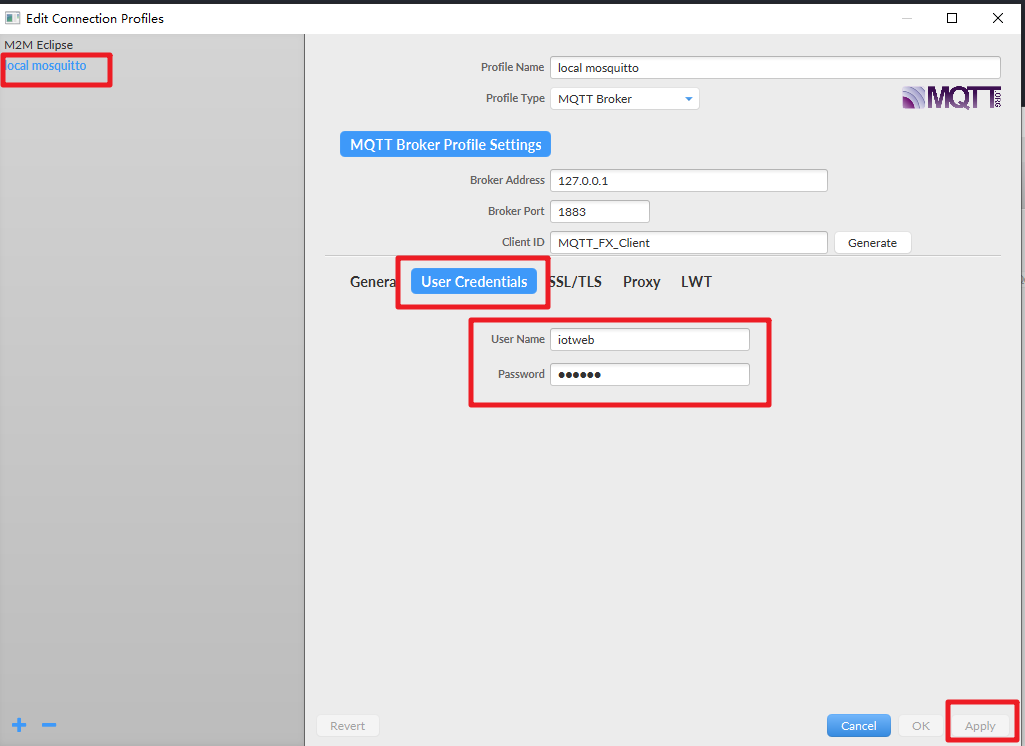 Edit Connection Profiles
M2M Eclipse
local mosquitto
Profile Name local mosquitto
Profile Type MQTT Broker
MQTT.ORG
MQTT Broker Profile Settings
Broker Address 127.0.0.1
Broker Port 1883
Client ID MQTT_FX_Client Generate
Genera User Credentials SSL/TLS Proxy LWT
User Name iotweb
Password ●●●●●●
Revert Cancel OK Apply